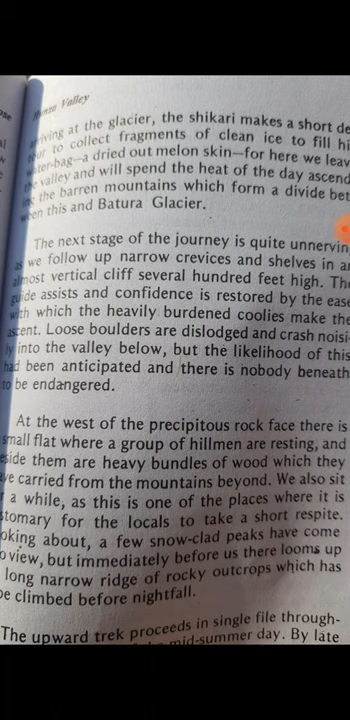 Hunza Valley
arriving at the glacier, the shikari makes a short de
tour to collect fragments of clean ice to fill hi
water-bag—a dried out melon skin—for here we leav
the valley and will spend the heat of the day ascend
ing the barren mountains which form a divide bet
ween this and Batura Glacier.
The next stage of the journey is quite unnervin
as we follow up narrow crevices and shelves in a
almost vertical cliff several hundred feet high. The
guide assists and confidence is restored by the ease
with which the heavily burdened coolies make the
ascent. Loose boulders are dislodged and crash noisi-
ly into the valley below, but the likelihood of this
had been anticipated and there is nobody beneath
to be endangered.
At the west of the precipitous rock face there is
small flat where a group of hillmen are resting, and
eside them are heavy bundles of wood which they
ave carried from the mountains beyond. We also sit
r a while, as this is one of the places where it is
stomary for the locals to take a short respite.
oking about, a few snow-clad peaks have come
o view, but immediately before us there looms up
long narrow ridge of rocky outcrops which has
be climbed before nightfall.
The upward trek proceeds in single file through-
mid-summer day. By late